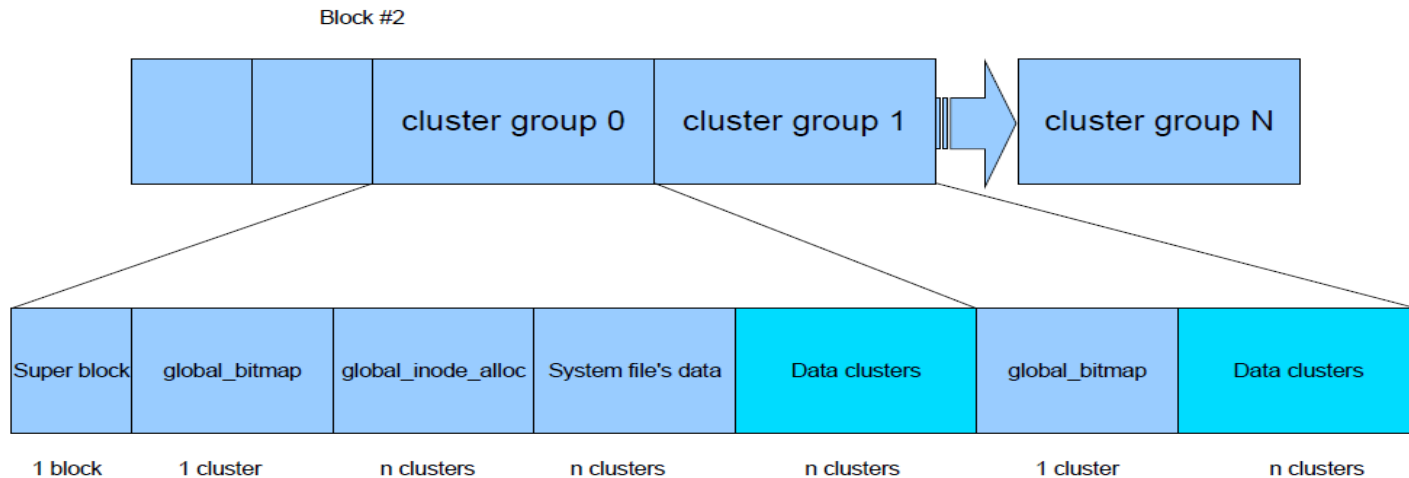 Block #2
cluster group 0
cluster group 1
cluster group N
Super block
global_bitmap
global_inode_alloc
System file's data
Data clusters
global_bitmap
Data clusters
1 block
1 cluster
n clusters
n clusters
n clusters
1 cluster
n clusters